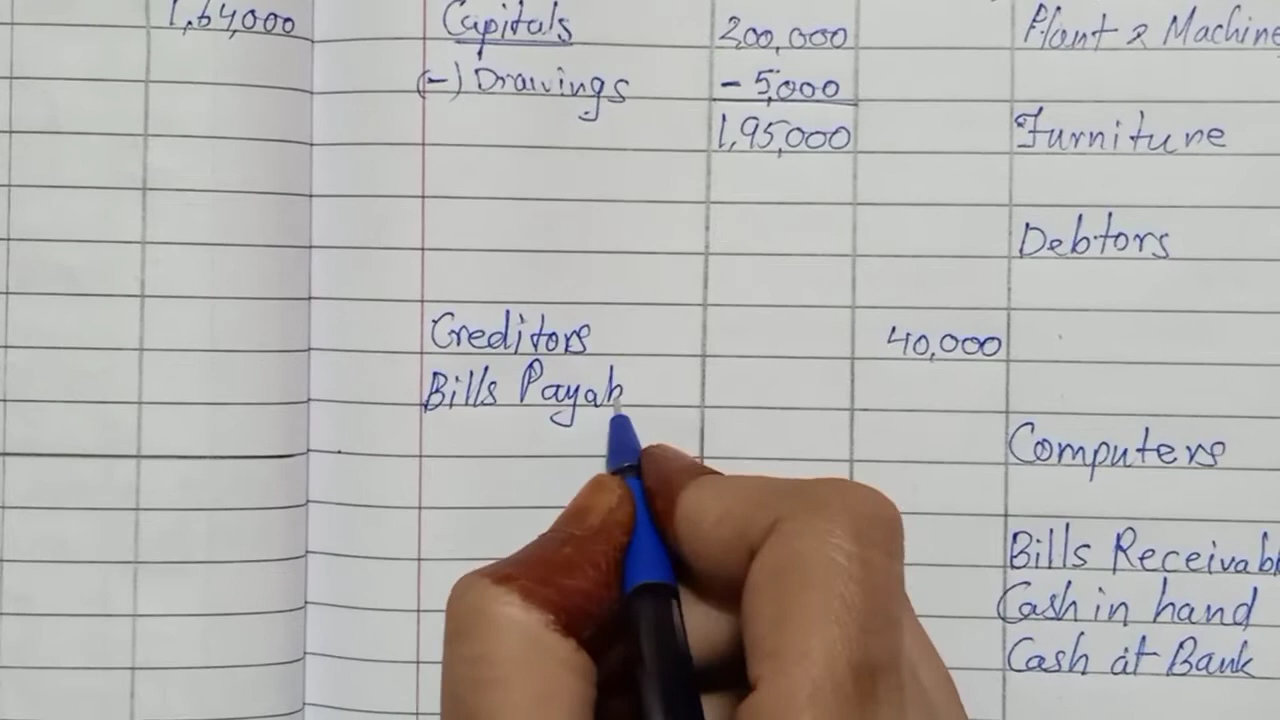 1,64,000
Capitals 200,000 Plant & Machine
(-) Drawings - 5,000
1,95,000 Furniture
Debtors
Creditors 40,000
Bills Payab
Computers
Bills Receivabl
Cash in hand
Cash at Bank